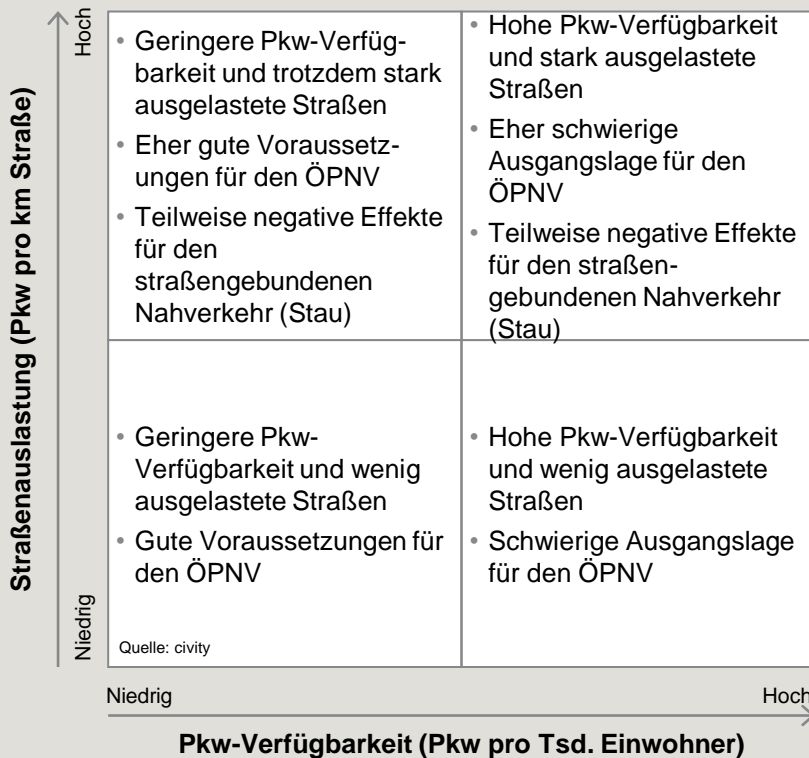 Straßenauslastung (Pkw pro km Straße)
Hoch
Niedrig
• Geringere Pkw-Verfüg-
barkeit und trotzdem stark
ausgelastete Straßen
• Eher gute Voraussetz-
ungen für den ÖPNV
• Teilweise negative Effekte
für den
straßengebundenen
Nahverkehr (Stau)
• Hohe Pkw-Verfügbarkeit
und stark ausgelastete
Straßen
• Eher schwierige
Ausgangslage für den
ÖPNV
• Teilweise negative Effekte
für den straßen-
gebundenen Nahverkehr
(Stau)
• Geringere Pkw-
Verfügbarkeit und wenig
ausgelastete Straßen
• Gute Voraussetzungen für
den ÖPNV
Quelle: civity
• Hohe Pkw-Verfügbarkeit
und wenig ausgelastete
Straßen
• Schwierige Ausgangslage
für den ÖPNV
Niedrig
Hoch
Pkw-Verfügbarkeit (Pkw pro Tsd. Einwohner)